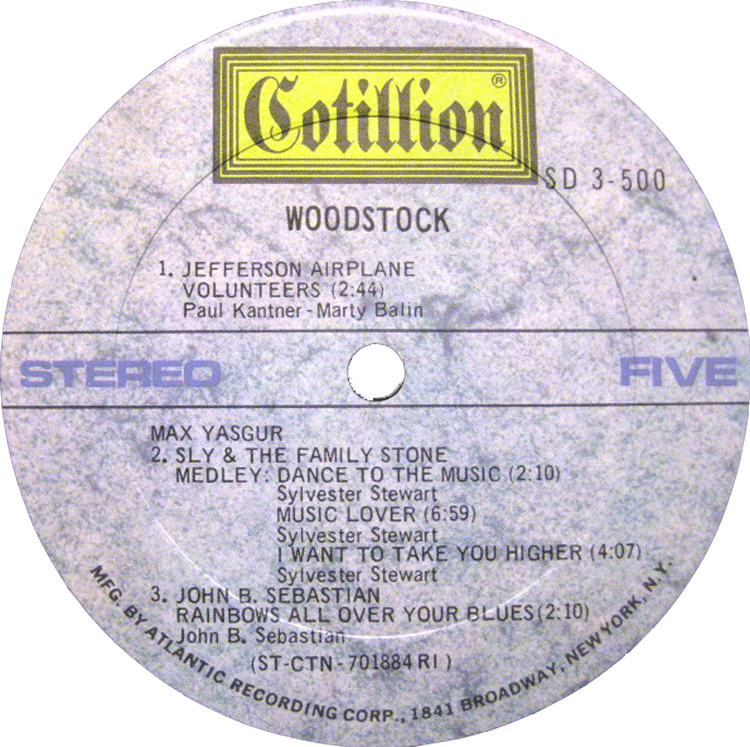 Cotillion ®
SD 3-500
WOODSTOCK
1. JEFFERSON AIRPLANE
VOLUNTEERS (2:44)
Paul Kantner - Marty Balin
STEREO
FIVE
MAX YASGUR
2. SLY & THE FAMILY STONE
MEDLEY: DANCE TO THE MUSIC (2:10)
Sylvester Stewart
MUSIC LOVER (6:59)
Sylvester Stewart
I WANT TO TAKE YOU HIGHER (4:07)
Sylvester Stewart
3. JOHN B. SEBASTIAN
RAINBOWS ALL OVER YOUR BLUES (2:10)
John B. Sebastian
(ST-CTN-701884 RI)
MFG. BY ATLANTIC RECORDING CORP., 1841 BROADWAY, NEW YORK, N.Y.